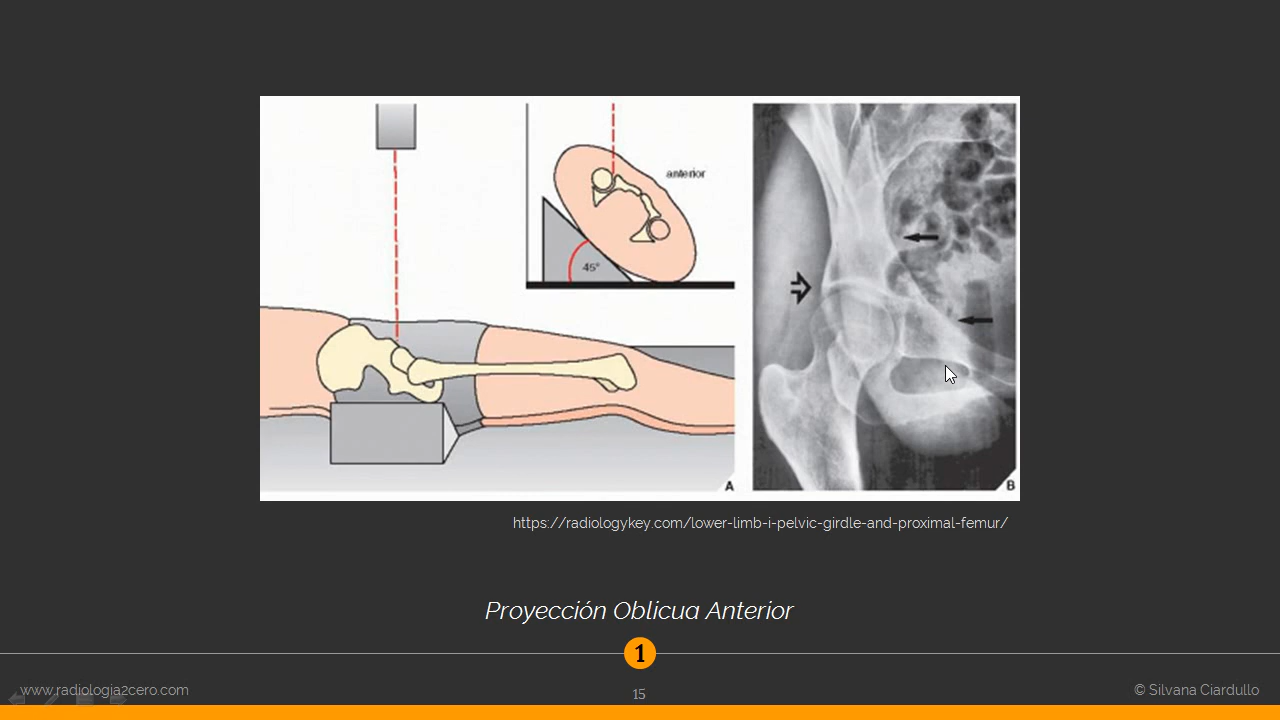 anterior
45°
A
B
https://radiologykey.com/lower-limb-i-pelvic-girdle-and-proximal-femur/
Proyección Oblicua Anterior
1
www.radiologia2cero.com
15
© Silvana Ciardullo